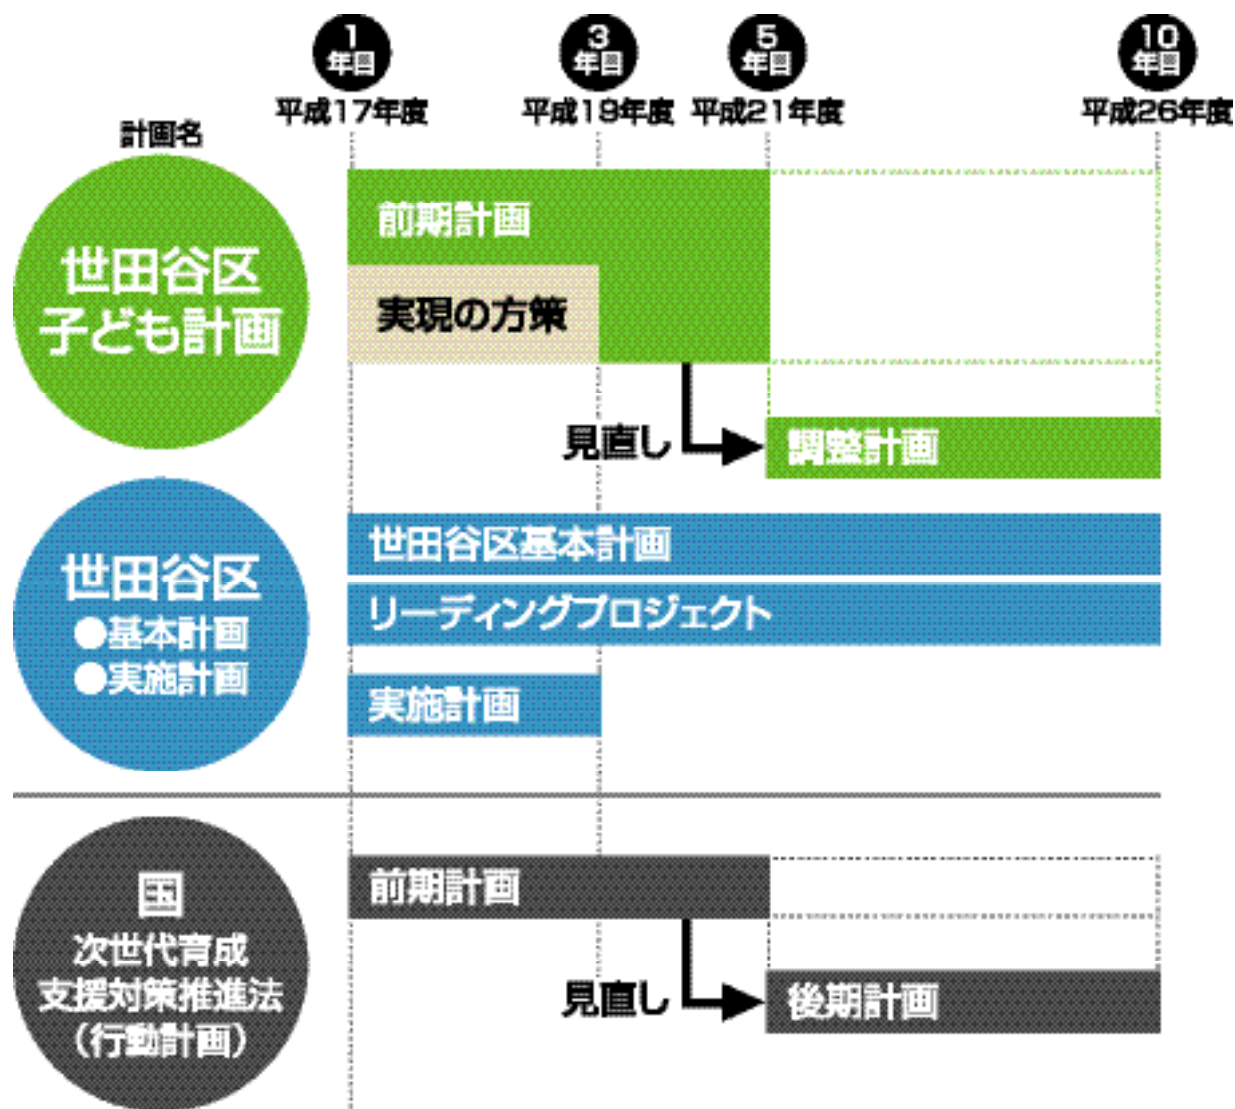 1
年目
3
年目
5
年目
10
年目
平成17年度
平成19年度
平成21年度
平成26年度
計画名
世田谷区
子ども計画
前期計画
実現の方策
見直し
調整計画
世田谷区
●基本計画
●実施計画
世田谷区基本計画
リーディングプロジェクト
実施計画
国
次世代育成
支援対策推進法
（行動計画）
前期計画
見直し
後期計画